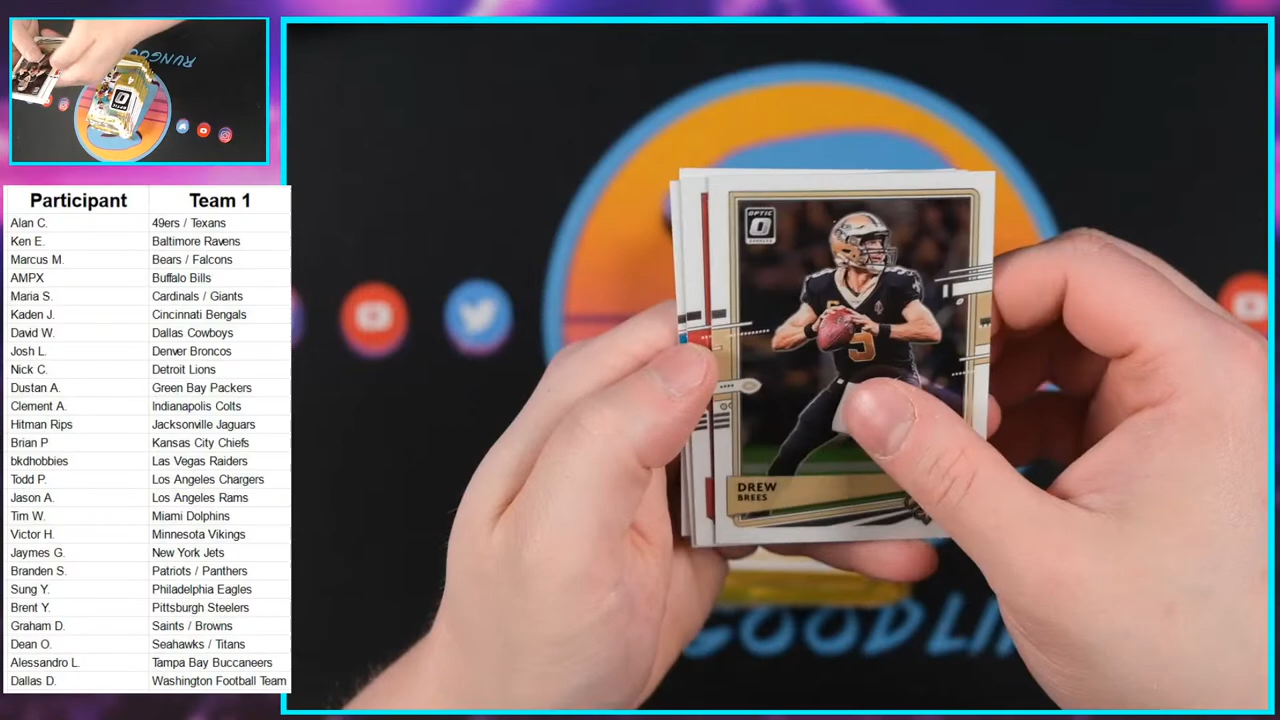 RUNGOOD
OPTIC
Participant Team 1
Alan C. 49ers / Texans
Ken E. Baltimore Ravens
Marcus M. Bears / Falcons
AMPX Buffalo Bills
Maria S. Cardinals / Giants
Kaden J. Cincinnati Bengals
David W. Dallas Cowboys
Josh L. Denver Broncos
Nick C. Detroit Lions
Dustan A. Green Bay Packers
Clement A. Indianapolis Colts
Hitman Rips Jacksonville Jaguars
Brian P Kansas City Chiefs
bkdhobbies Las Vegas Raiders
Todd P. Los Angeles Chargers
Jason A. Los Angeles Rams
Tim W. Miami Dolphins
Victor H. Minnesota Vikings
Jaymes G. New York Jets
Branden S. Patriots / Panthers
Sung Y. Philadelphia Eagles
Brent Y. Pittsburgh Steelers
Graham D. Saints / Browns
Dean O. Seahawks / Titans
Alessandro L. Tampa Bay Buccaneers
Dallas D. Washington Football Team
OPTIC
9
DREW
BREES
GOODLI